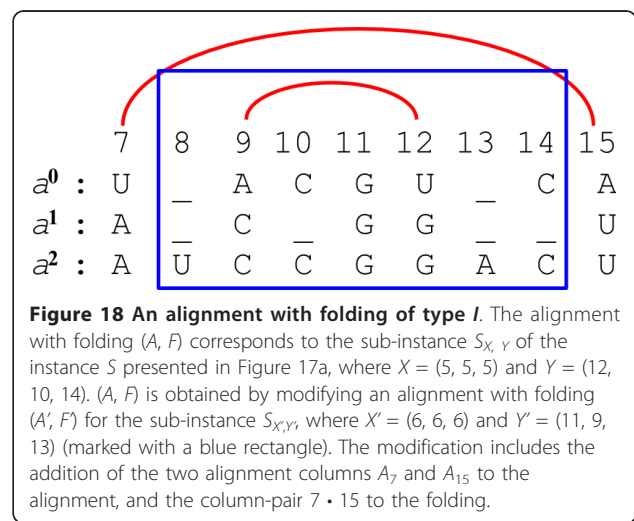 7 8 9 10 11 12 13 14 15
a⁰ : U _ A C G U _ C A
a¹ : A _ C _ G G _ _ U
a² : A U C C G G A C U
Figure 18 An alignment with folding of type I. The alignment
with folding (A, F) corresponds to the sub-instance S_X, Y of the
instance S presented in Figure 17a, where X = (5, 5, 5) and Y = (12,
10, 14). (A, F) is obtained by modifying an alignment with folding
(A′, F′) for the sub-instance S_X′,Y′, where X′ = (6, 6, 6) and Y′ = (11, 9,
13) (marked with a blue rectangle). The modification includes the
addition of the two alignment columns A₇ and A₁₅ to the
alignment, and the column-pair 7 • 15 to the folding.